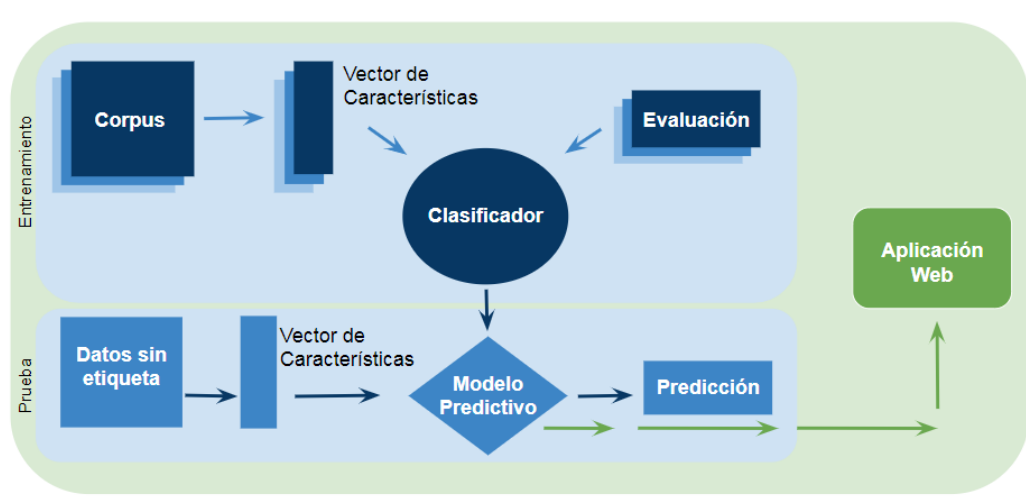 Entrenamiento
Corpus
Vector de
Características
Evaluación
Clasificador
Aplicación
Web
Prueba
Datos sin
etiqueta
Vector de
Características
Modelo
Predictivo
Predicción